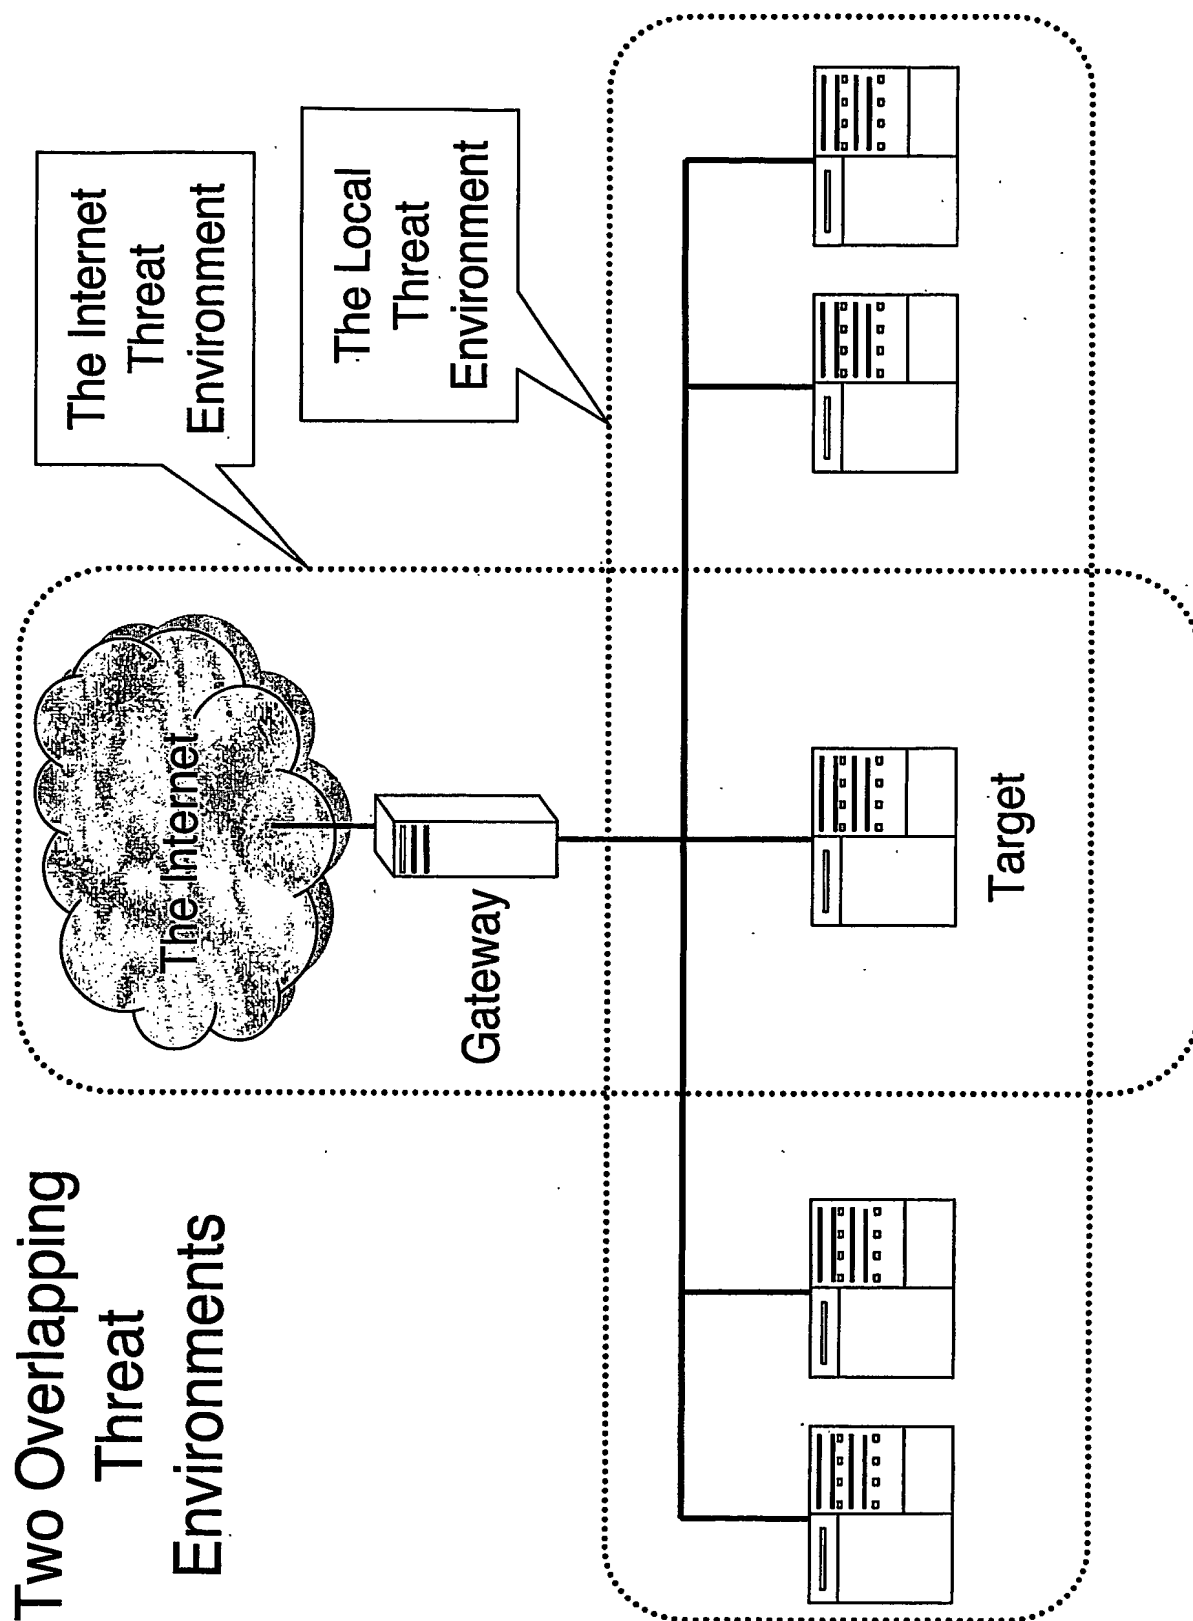 Two Overlapping
Threat
Environments
The Internet
Threat
Environment
The Local
Threat
Environment
The Internet
Gateway
Target